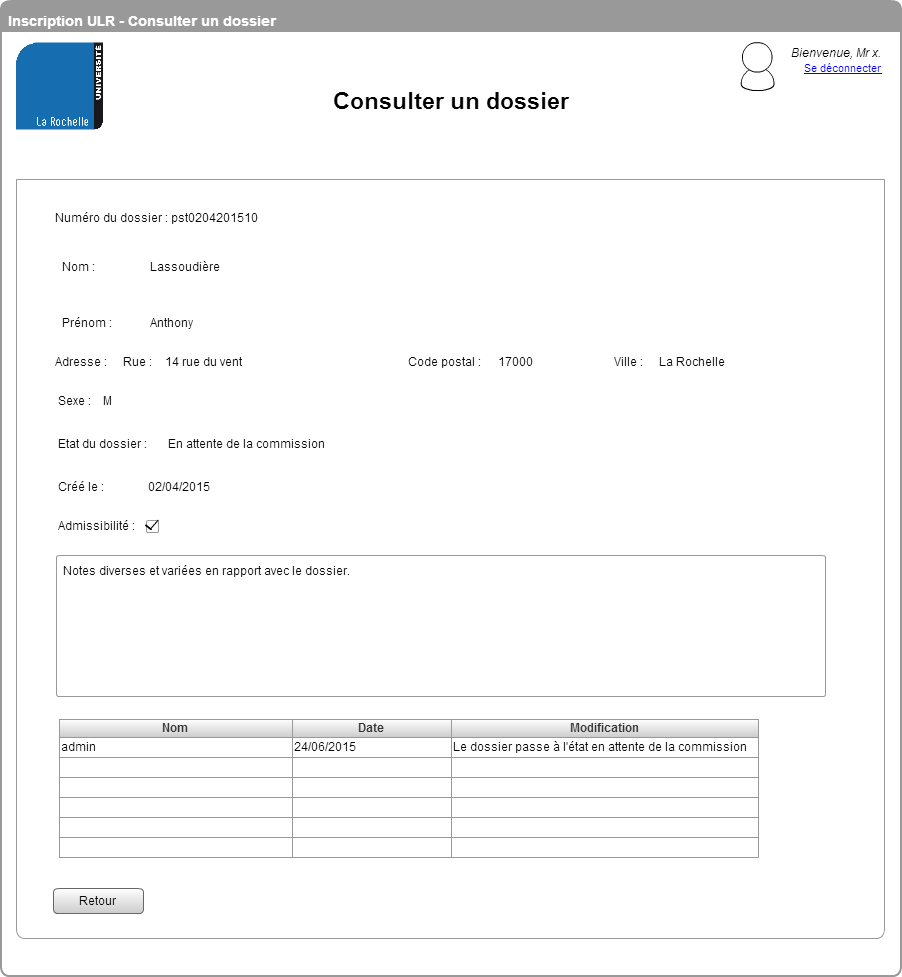 Inscription ULR - Consulter un dossier
UNIVERSITÉ
La Rochelle
Bienvenue, Mr x.
Se déconnecter
Consulter un dossier
Numéro du dossier : pst0204201510
Nom : Lassoudière
Prénom : Anthony
Adresse : Rue : 14 rue du vent Code postal : 17000 Ville : La Rochelle
Sexe : M
Etat du dossier : En attente de la commission
Créé le : 02/04/2015
Admissibilité :
Notes diverses et variées en rapport avec le dossier.
Nom Date Modification
admin 24/06/2015 Le dossier passe à l'état en attente de la commission
Retour